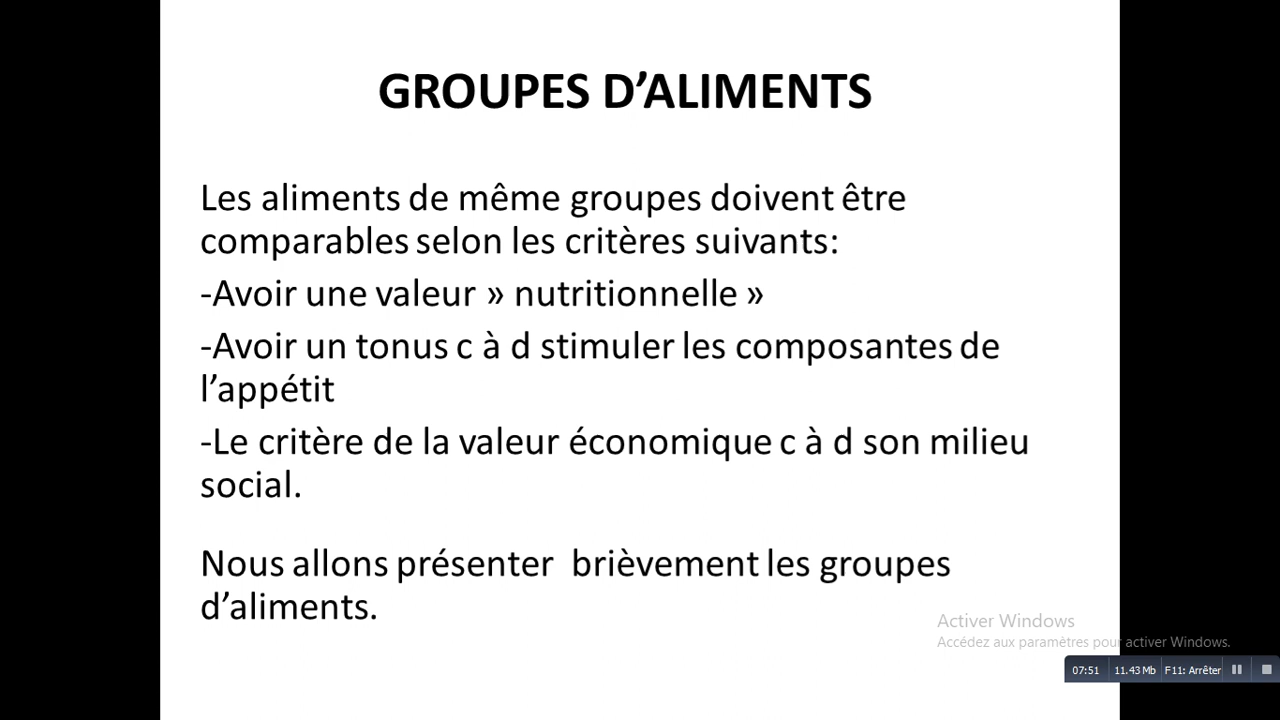 GROUPES D’ALIMENTS
Les aliments de même groupes doivent être
comparables selon les critères suivants:
-Avoir une valeur » nutritionnelle »
-Avoir un tonus c à d stimuler les composantes de
l’appétit
-Le critère de la valeur économique c à d son milieu
social.
Nous allons présenter  brièvement les groupes
d’aliments.
Activer Windows
Accédez aux paramètres pour activer Windows.
07:51 11.43 Mb F11: Arrêter